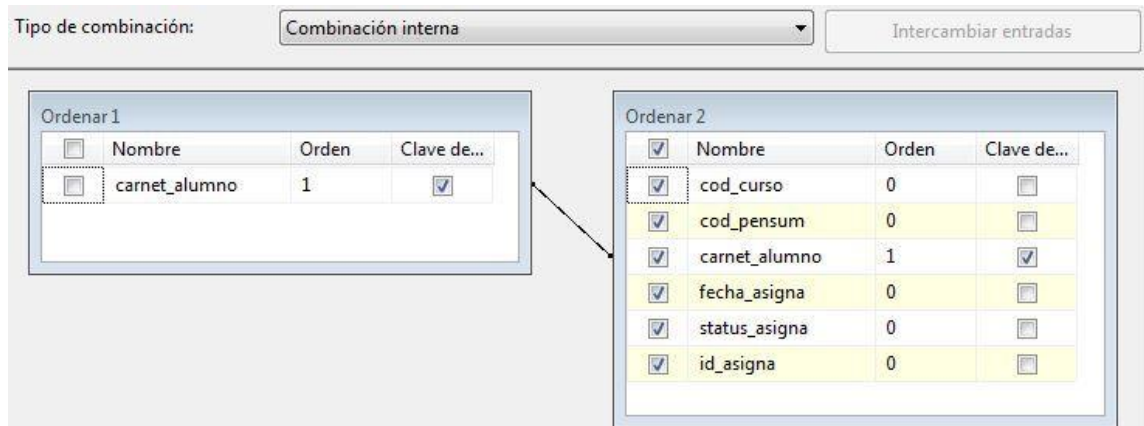 Tipo de combinación: Combinación interna Intercambiar entradas
Ordenar 1
Nombre Orden Clave de...
carnet_alumno 1
Ordenar 2
Nombre Orden Clave de...
cod_curso 0
cod_pensum 0
carnet_alumno 1
fecha_asigna 0
status_asigna 0
id_asigna 0